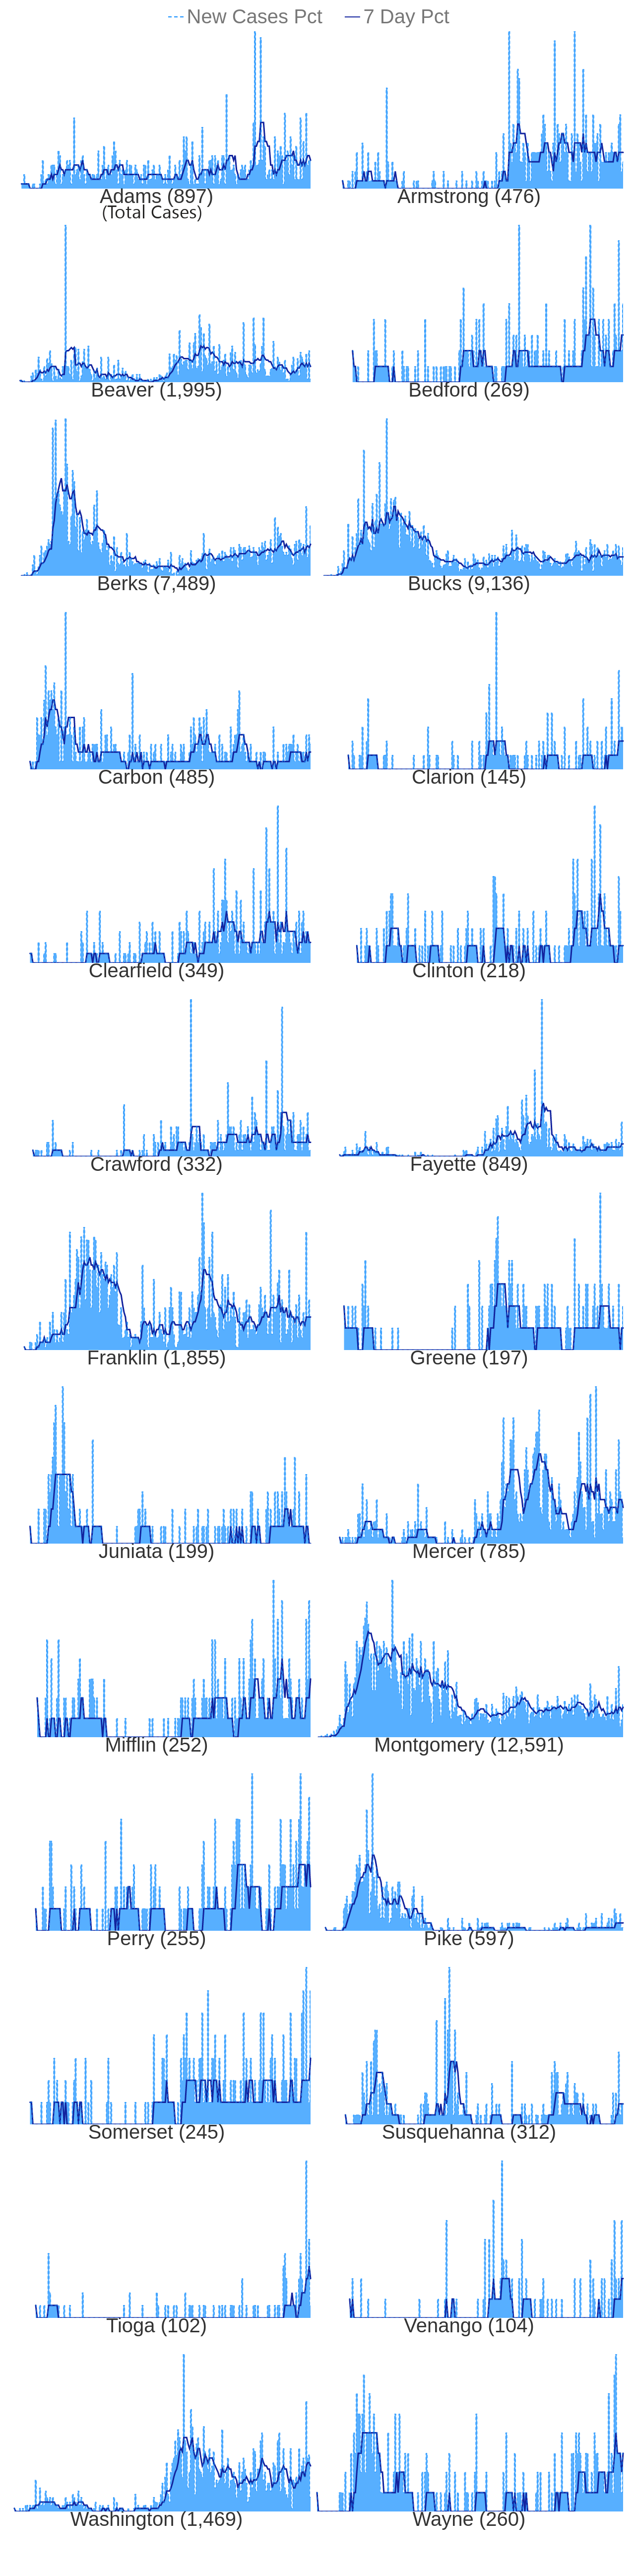 New Cases Pct 7 Day Pct
Adams (897) Armstrong (476)
(Total Cases)
Beaver (1,995) Bedford (269)
Berks (7,489) Bucks (9,136)
Carbon (485) Clarion (145)
Clearfield (349) Clinton (218)
Crawford (332) Fayette (849)
Franklin (1,855) Greene (197)
Juniata (199) Mercer (785)
Mifflin (252) Montgomery (12,591)
Perry (255) Pike (597)
Somerset (245) Susquehanna (312)
Tioga (102) Venango (104)
Washington (1,469) Wayne (260)